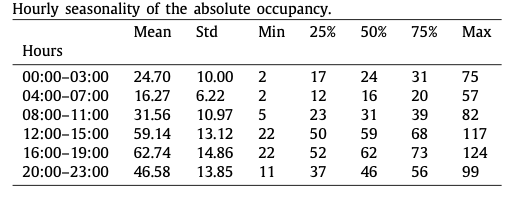 Hourly seasonality of the absolute occupancy.
Mean Std Min 25% 50% 75% Max
Hours
00:00–03:00 24.70 10.00 2 17 24 31 75
04:00–07:00 16.27 6.22 2 12 16 20 57
08:00–11:00 31.56 10.97 5 23 31 39 82
12:00–15:00 59.14 13.12 22 50 59 68 117
16:00–19:00 62.74 14.86 22 52 62 73 124
20:00–23:00 46.58 13.85 11 37 46 56 99